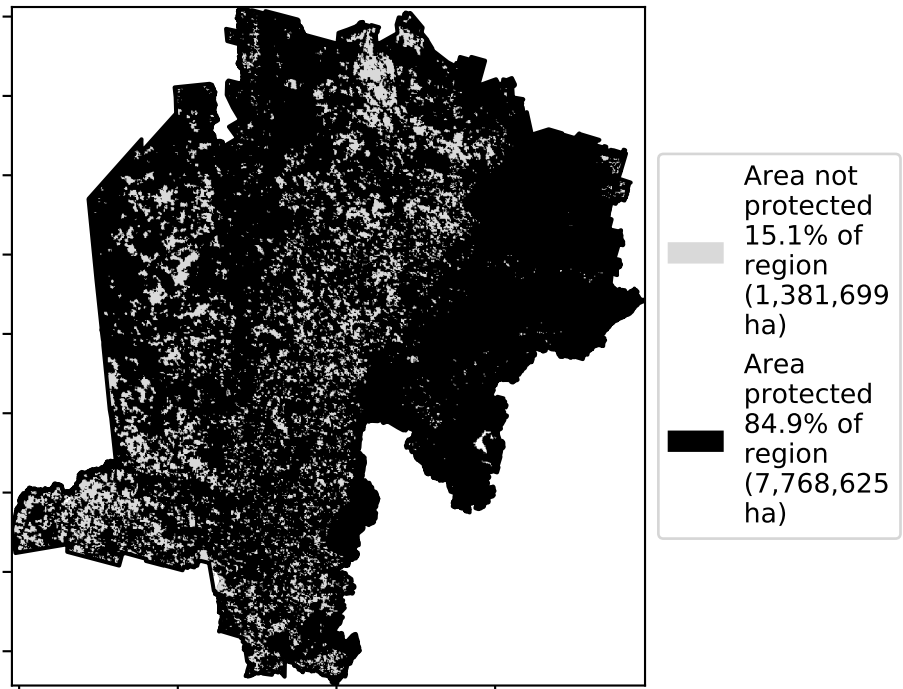 Area not
protected
15.1% of
region
(1,381,699
ha)
Area
protected
84.9% of
region
(7,768,625
ha)